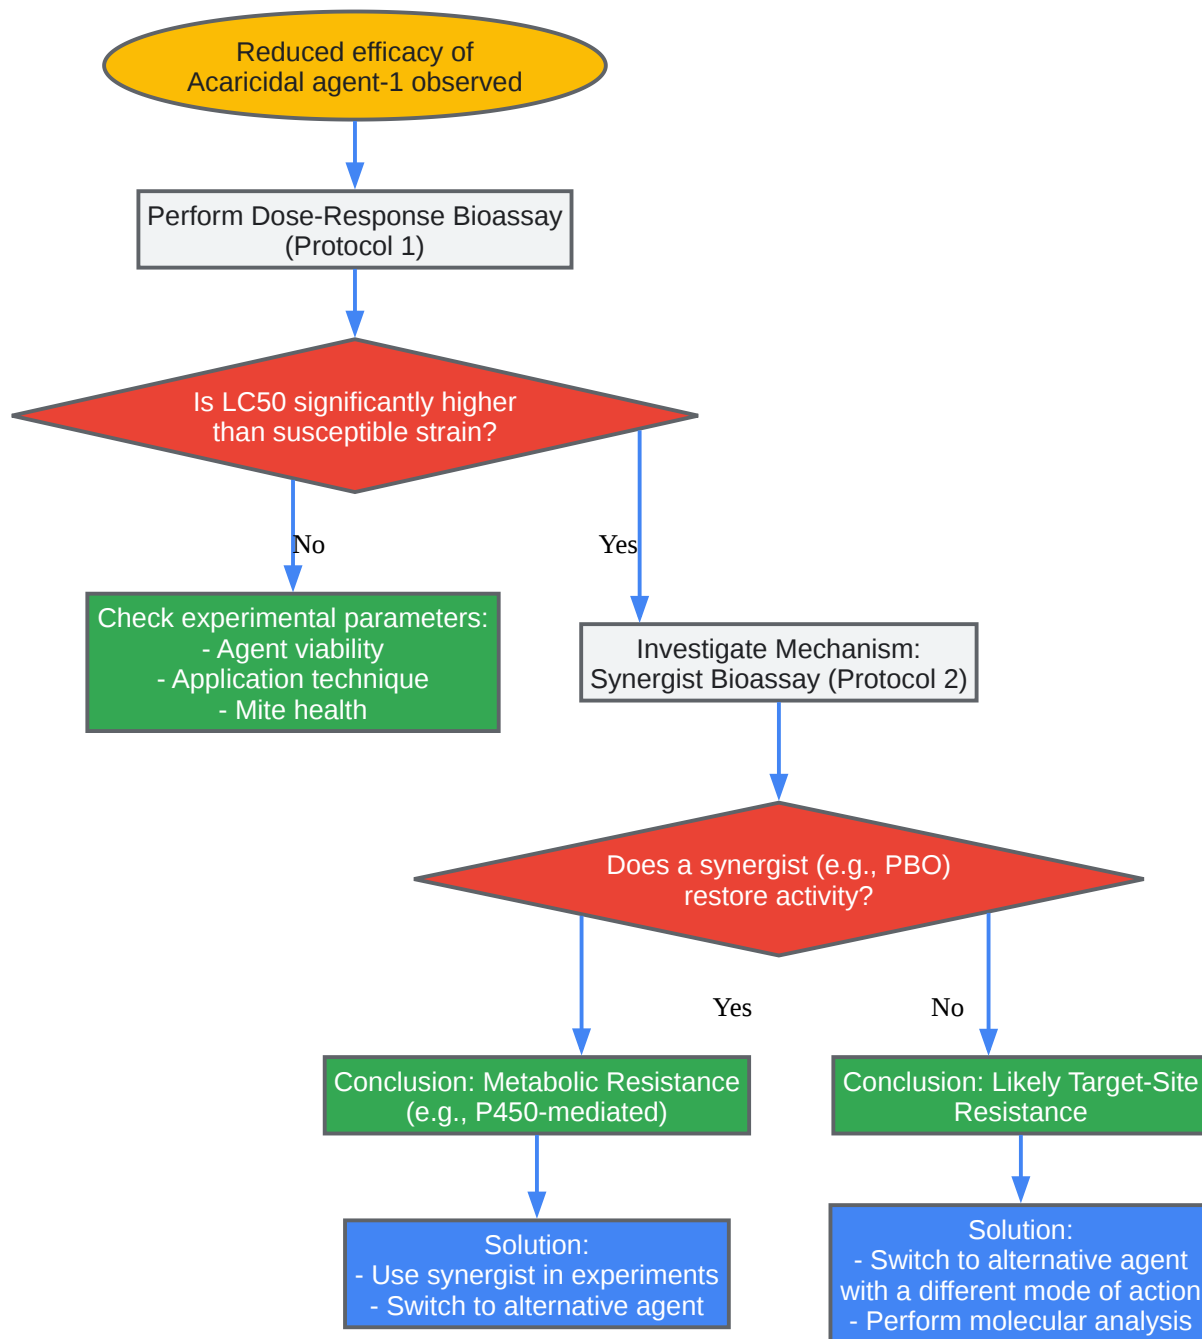 Reduced efficacy of
Acaricidal agent-1 observed
Perform Dose-Response Bioassay
(Protocol 1)
Is LC50 significantly higher
than susceptible strain?
No
Yes
Check experimental parameters:
- Agent viability
- Application technique
- Mite health
Investigate Mechanism:
Synergist Bioassay (Protocol 2)
Does a synergist (e.g., PBO)
restore activity?
Yes
No
Conclusion: Metabolic Resistance
(e.g., P450-mediated)
Conclusion: Likely Target-Site
Resistance
Solution:
- Use synergist in experiments
- Switch to alternative agent
Solution:
- Switch to alternative agent
with a different mode of action
- Perform molecular analysis